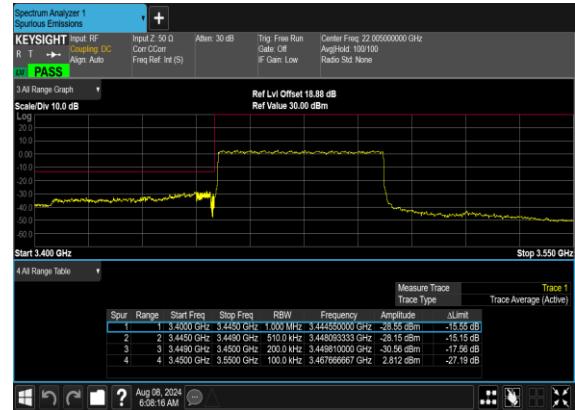 Spectrum Analyzer 1
Spurious Emissions
KEYSIGHT Input: RF Input Z: 50 Ω Atten: 30 dB Trig: Free Run Center Freq: 22.005000000 GHz
R T Coupling: DC Corr CCorr Gate: Off Avg|Hold: 100/100
Align: Auto Freq Ref: Int (S) IF Gain: Low Radio Std: None
LXI PASS
3 All Range Graph
Ref Lvl Offset 18.88 dB
Scale/Div 10.0 dB Ref Value 30.00 dBm
Log
20.0
10.0
0.00
-10.0
-20.0
-30.0
-40.0
-50.0
-60.0
Start 3.400 GHz Stop 3.550 GHz
4 All Range Table
Measure Trace Trace 1
Trace Type Trace Average (Active)
Spur Range Start Freq Stop Freq RBW Frequency Amplitude ΔLimit
1 1 3.4000 GHz 3.4450 GHz 1.000 MHz 3.444550000 GHz -28.55 dBm -15.55 dB
2 2 3.4450 GHz 3.4490 GHz 510.0 kHz 3.448093333 GHz -28.15 dBm -15.15 dB
3 3 3.4490 GHz 3.4500 GHz 200.0 kHz 3.449810000 GHz -30.56 dBm -17.56 dB
4 4 3.4500 GHz 3.5500 GHz 100.0 kHz 3.467666667 GHz 2.812 dBm -27.19 dB
Aug 08, 2024
6:08:16 AM